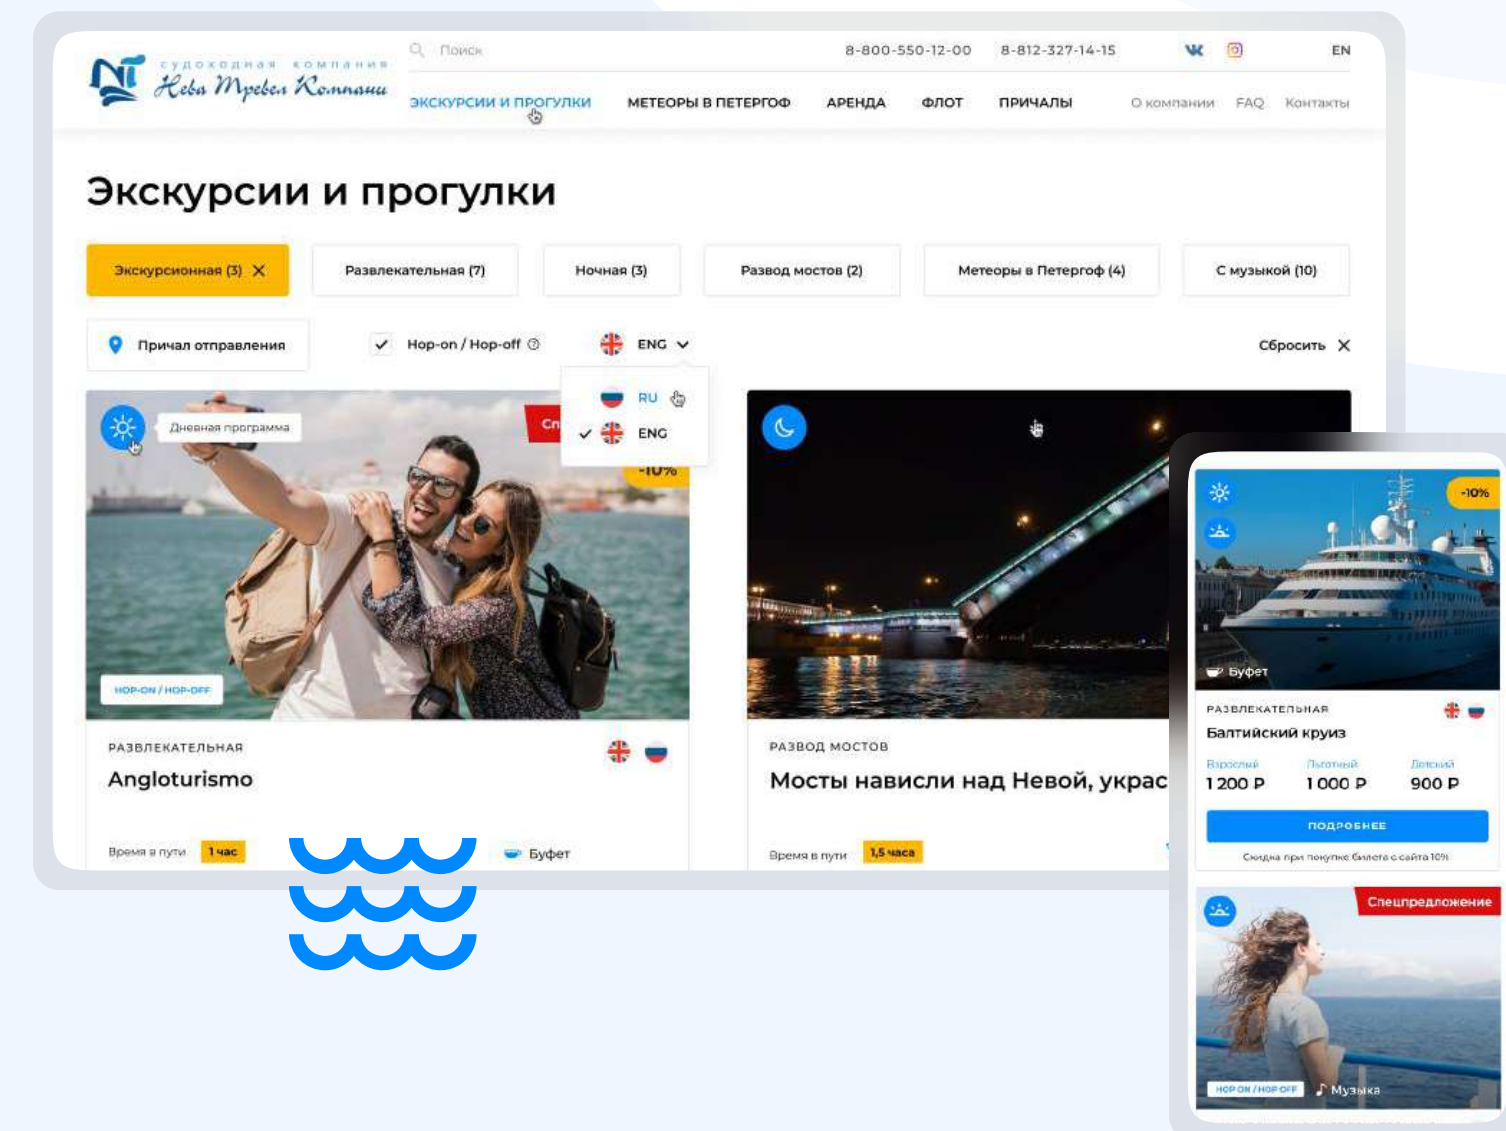 судоходная компания
Нева Тревел Компани
Поиск
8-800-550-12-00
8-812-327-14-15
EN
ЭКСКУРСИИ И ПРОГУЛКИ
МЕТЕОРЫ В ПЕТЕРГОФ
АРЕНДА
ФЛОТ
ПРИЧАЛЫ
О компании
FAQ
Контакты
Экскурсии и прогулки
Экскурсионная (3)
Развлекательная (7)
Ночная (3)
Развод мостов (2)
Метеоры в Петергоф (4)
С музыкой (10)
Причал отправления
Hop-on / Hop-off
ENG
Сбросить
RU
ENG
Дневная программа
Сп
-10%
HOP-ON / HOP-OFF
РАЗВЛЕКАТЕЛЬНАЯ
Angloturismo
Время в пути
1 час
Буфет
РАЗВОД МОСТОВ
Мосты нависли над Невой, украс
Время в пути
1,5 часа
-10%
Буфет
РАЗВЛЕКАТЕЛЬНАЯ
Балтийский круиз
Взрослый
Льготный
Детский
1 200 Р
1 000 Р
900 Р
ПОДРОБНЕЕ
Скидка при покупке билета с сайта 10%
Спецпредложение
HOP ON / HOP OFF
Музыка